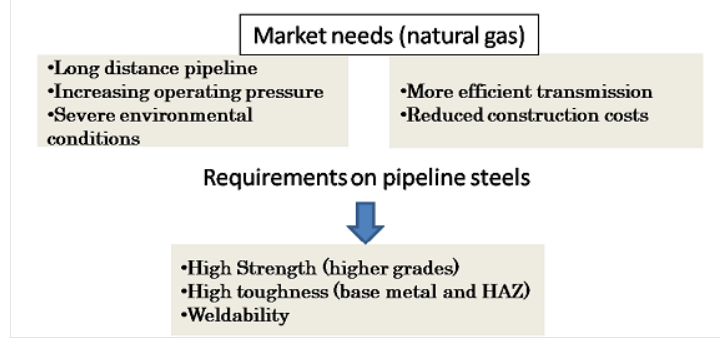 Market needs (natural gas)
•Long distance pipeline
•Increasing operating pressure
•Severe environmental
conditions
•More efficient transmission
•Reduced construction costs
Requirements on pipeline steels
•High Strength (higher grades)
•High toughness (base metal and HAZ)
•Weldability